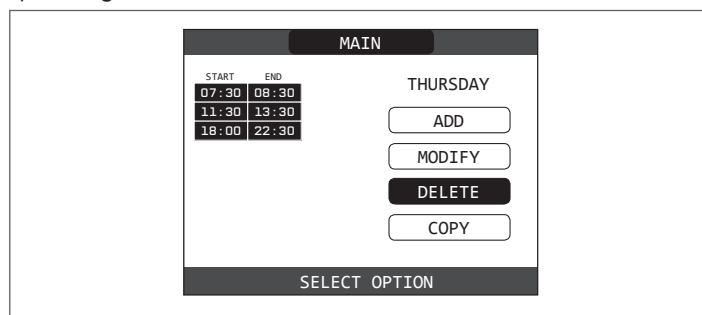 MAIN
START END
07:30 08:30
11:30 13:30
18:00 22:30
THURSDAY
ADD
MODIFY
DELETE
COPY
SELECT OPTION